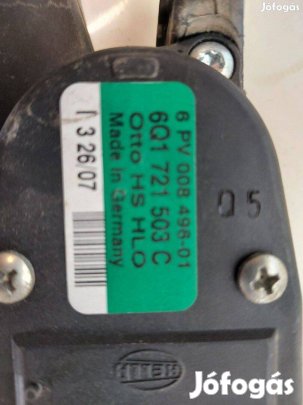 Jófogás
6 PV 008 496-01
6Q1 721 503 C
Otto HS HLO
Made in Germany
I 3 26/07
Q 5
HELLA
Jófogás